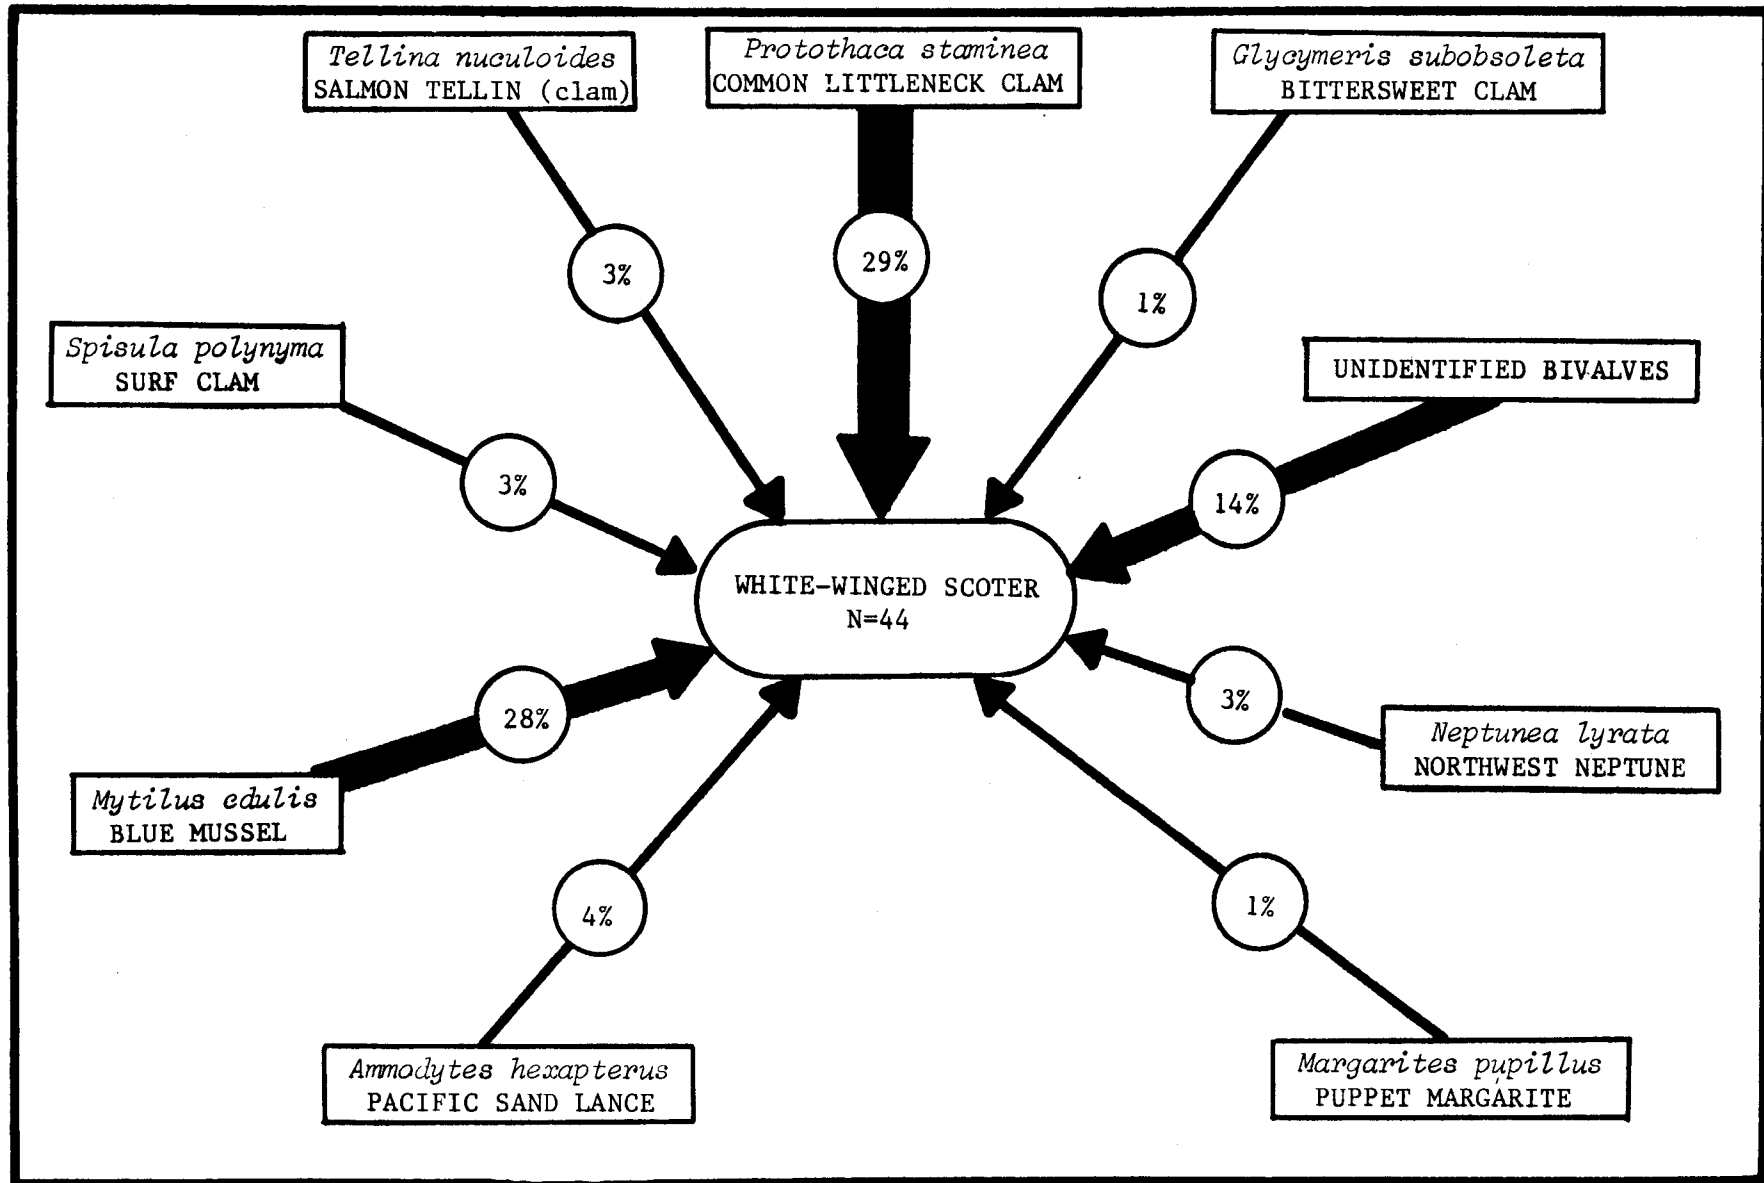 Tellina nuculoides
SALMON TELLIN (clam)
Protothaca staminea
COMMON LITTLENECK CLAM
Glycymeris subobsoleta
BITTERSWEET CLAM
3%
29%
1%
Spisula polynyma
SURF CLAM
UNIDENTIFIED BIVALVES
3%
14%
WHITE-WINGED SCOTER
N=44
28%
3%
Mytilus edulis
BLUE MUSSEL
Neptunea lyrata
NORTHWEST NEPTUNE
4%
1%
Ammodytes hexapterus
PACIFIC SAND LANCE
Margarites pupillus
PUPPET MARGARITE